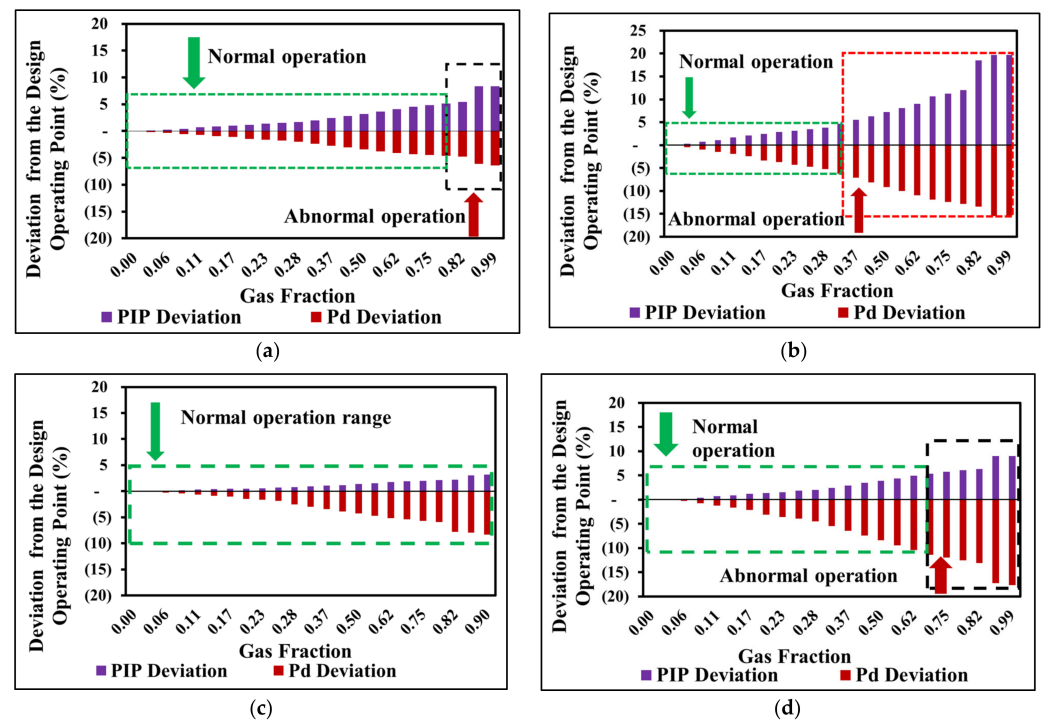 Deviation from the Design
Operating Point (%)
20
15
10
5
-
(5)
(10)
(15)
(20)
Normal operation
Abnormal operation
0.00 0.06 0.11 0.17 0.23 0.28 0.37 0.50 0.62 0.75 0.82 0.99
Gas Fraction
PIP Deviation Pd Deviation
(a)
Deviation from the Design
Operating Point (%)
25
20
15
10
5
-
(5)
(10)
(15)
(20)
Normal operation
Abnormal operation
0.00 0.06 0.11 0.17 0.23 0.28 0.37 0.50 0.62 0.75 0.82 0.99
Gas Fraction
PIP Deviation Pd Deviation
(b)
Deviation from the Design
Operating Point (%)
20
15
10
5
-
(5)
(10)
(15)
(20)
Normal operation range
0.00 0.06 0.11 0.17 0.23 0.28 0.37 0.50 0.62 0.75 0.82 0.90
Gas Fraction
PIP Deviation Pd Deviation
(c)
Deviation from the Design
Operating Point (%)
20
15
10
5
-
(5)
(10)
(15)
(20)
Normal
operation
Abnormal operation
0.00 0.06 0.11 0.17 0.23 0.28 0.37 0.50 0.62 0.75 0.82 0.99
Gas Fraction
PIP Deviation Pd Deviation
(d)